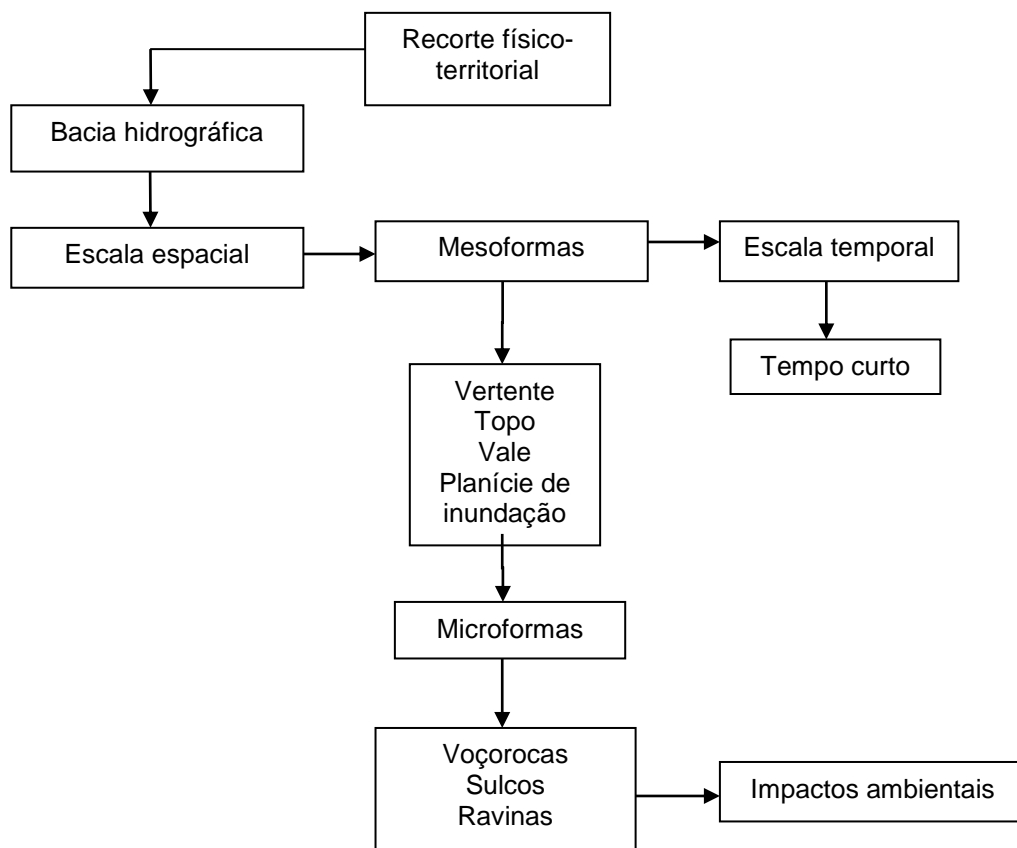 Recorte físico-
territorial
Bacia hidrográfica
Escala espacial
Mesoformas
Escala temporal
Tempo curto
Vertente
Topo
Vale
Planície de
inundação
Microformas
Voçorocas
Sulcos
Ravinas
Impactos ambientais